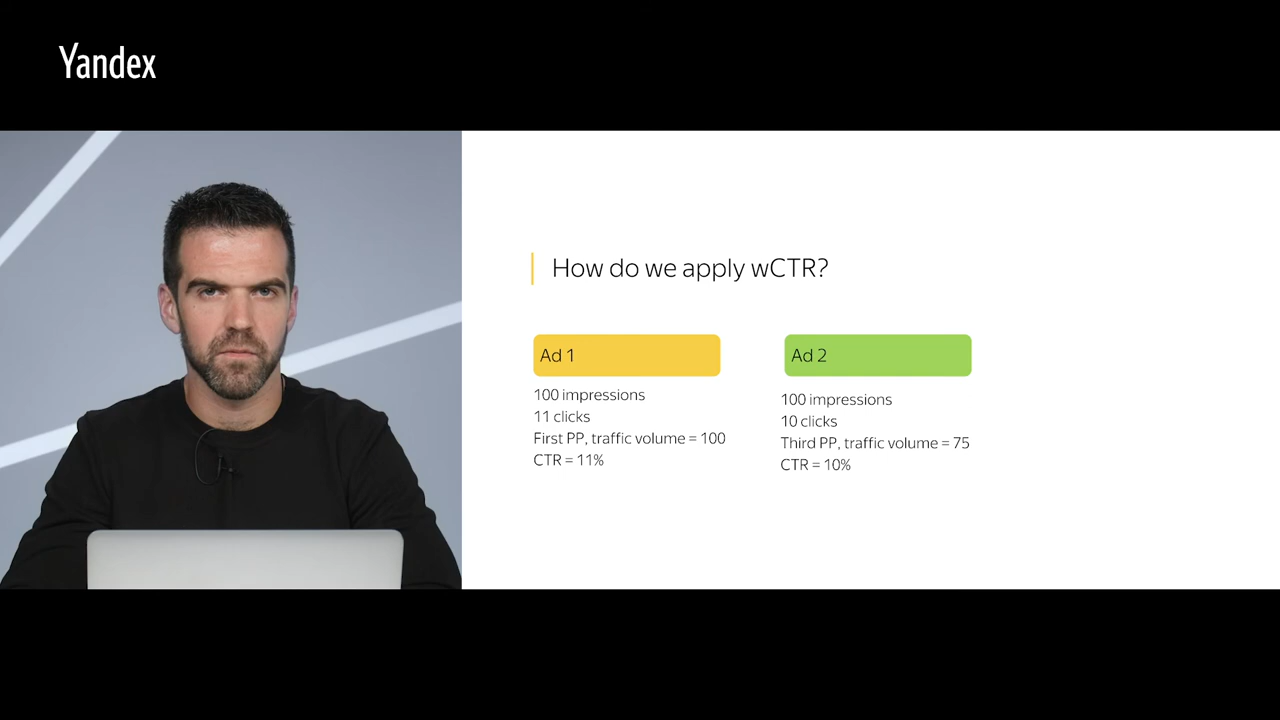 Yandex
How do we apply wCTR?
Ad 1
100 impressions
11 clicks
First PP, traffic volume = 100
CTR = 11%
Ad 2
100 impressions
10 clicks
Third PP, traffic volume = 75
CTR = 10%